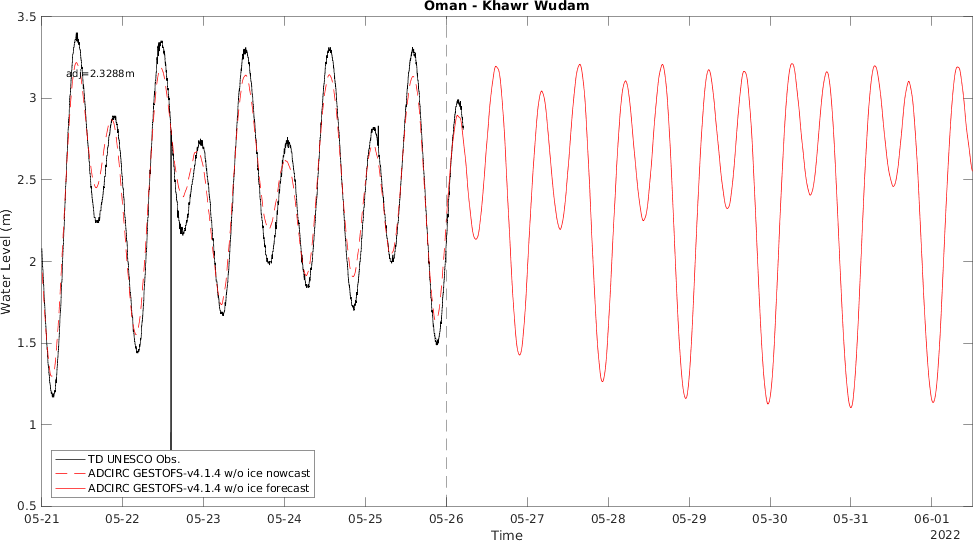 Oman - Khawr Wudam
3.5
adj=2.3288m
3
2.5
2
1.5
1
0.5
Water Level (m)
TD UNESCO Obs.
ADCIRC GESTOFS-v4.1.4 w/o ice nowcast
ADCIRC GESTOFS-v4.1.4 w/o ice forecast
05-21 05-22 05-23 05-24 05-25 05-26 05-27 05-28 05-29 05-30 05-31 06-01
Time
2022